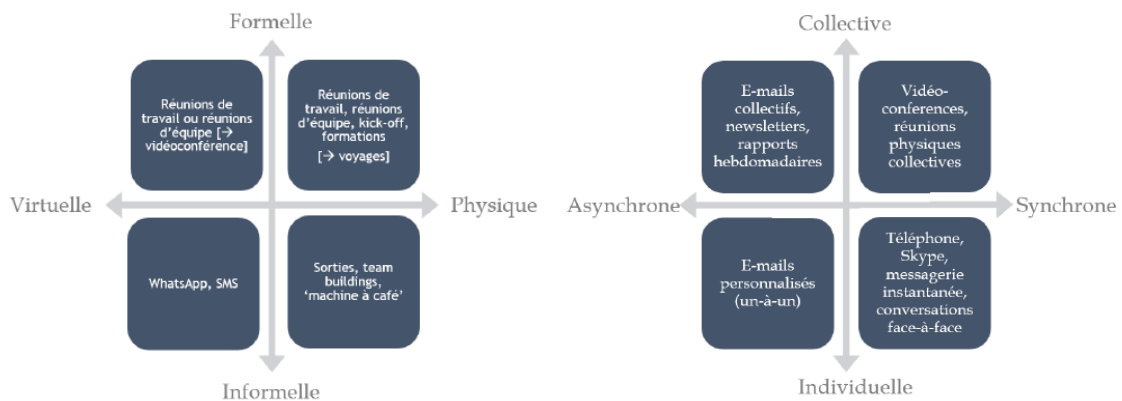 Formelle
Réunions de
travail ou réunions
d'équipe [→
vidéoconférence]
Réunions de
travail, réunions
d'équipe, kick-off,
formations
[→ voyages]
Virtuelle
Physique
WhatsApp, SMS
Sorties, team
buildings,
'machine à café'
Informelle
Collective
E-mails
collectifs,
newsletters,
rapports
hebdomadaires
Vidéo-
conferences,
réunions
physiques
collectives
Asynchrone
Synchrone
E-mails
personnalisés
(un-à-un)
Téléphone,
Skype,
messagerie
instantanée,
conversations
face-à-face
Individuelle